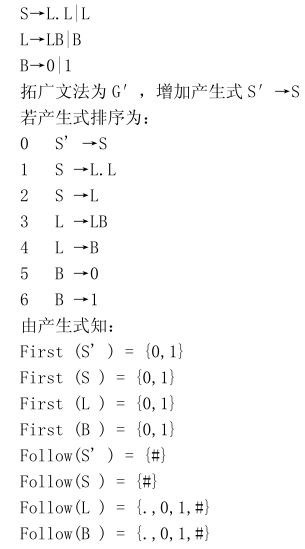 S→L.L|L
L→LB|B
B→0|1
拓广文法为G′，增加产生式S′→S
若产生式排序为：
0 S' →S
1 S →L.L
2 S →L
3 L →LB
4 L →B
5 B →0
6 B →1
由产生式知：
First (S' ) = {0,1}
First (S ) = {0,1}
First (L ) = {0,1}
First (B ) = {0,1}
Follow(S' ) = {#}
Follow(S ) = {#}
Follow(L ) = {.,0,1,#}
Follow(B ) = {.,0,1,#}